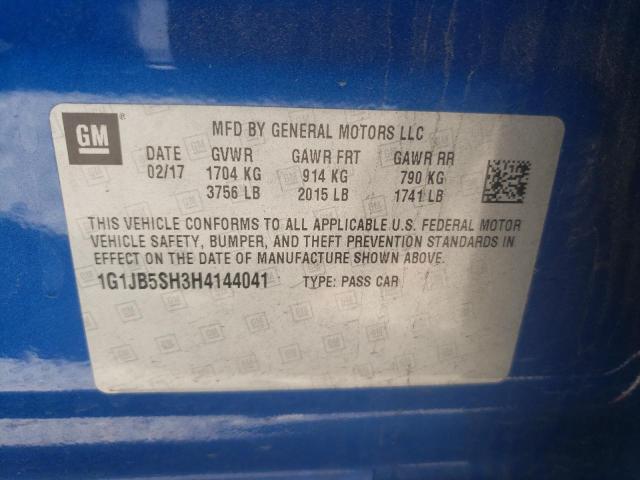 GM®
MFD BY GENERAL MOTORS LLC
DATE GVWR GAWR FRT GAWR RR
02/17 1704 KG 914 KG 790 KG
3756 LB 2015 LB 1741 LB
THIS VEHICLE CONFORMS TO ALL APPLICABLE U.S. FEDERAL MOTOR
VEHICLE SAFETY, BUMPER, AND THEFT PREVENTION STANDARDS IN
EFFECT ON THE DATE OF MANUFACTURE SHOWN ABOVE.
1G1JB5SH3H4144041 TYPE: PASS CAR